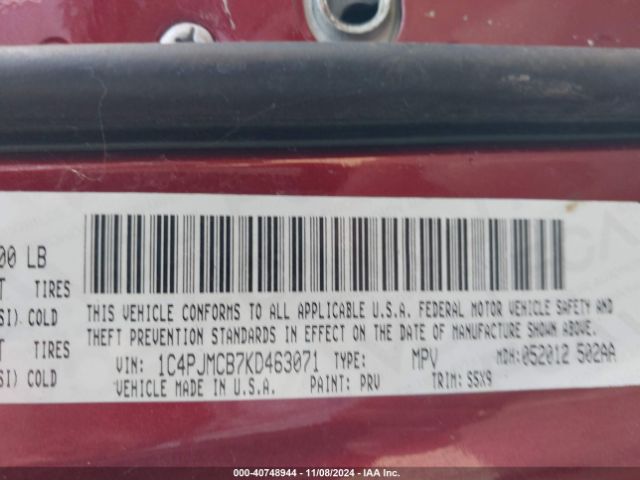 00 LB
TIRES
SI) COLD
THIS VEHICLE CONFORMS TO ALL APPLICABLE U.S.A. FEDERAL MOTOR VEHICLE SAFETY AND
THEFT PREVENTION STANDARDS IN EFFECT ON THE DATE OF MANUFACTURE SHOWN ABOVE.
T TIRES
SI) COLD
VIN: 1C4PJMCB7KD463071 TYPE: MPV MDH:052012 502AA
VEHICLE MADE IN U.S.A. PAINT: PRV TRIM: S5X9
000-40748944 - 11/08/2024 - IAA Inc.